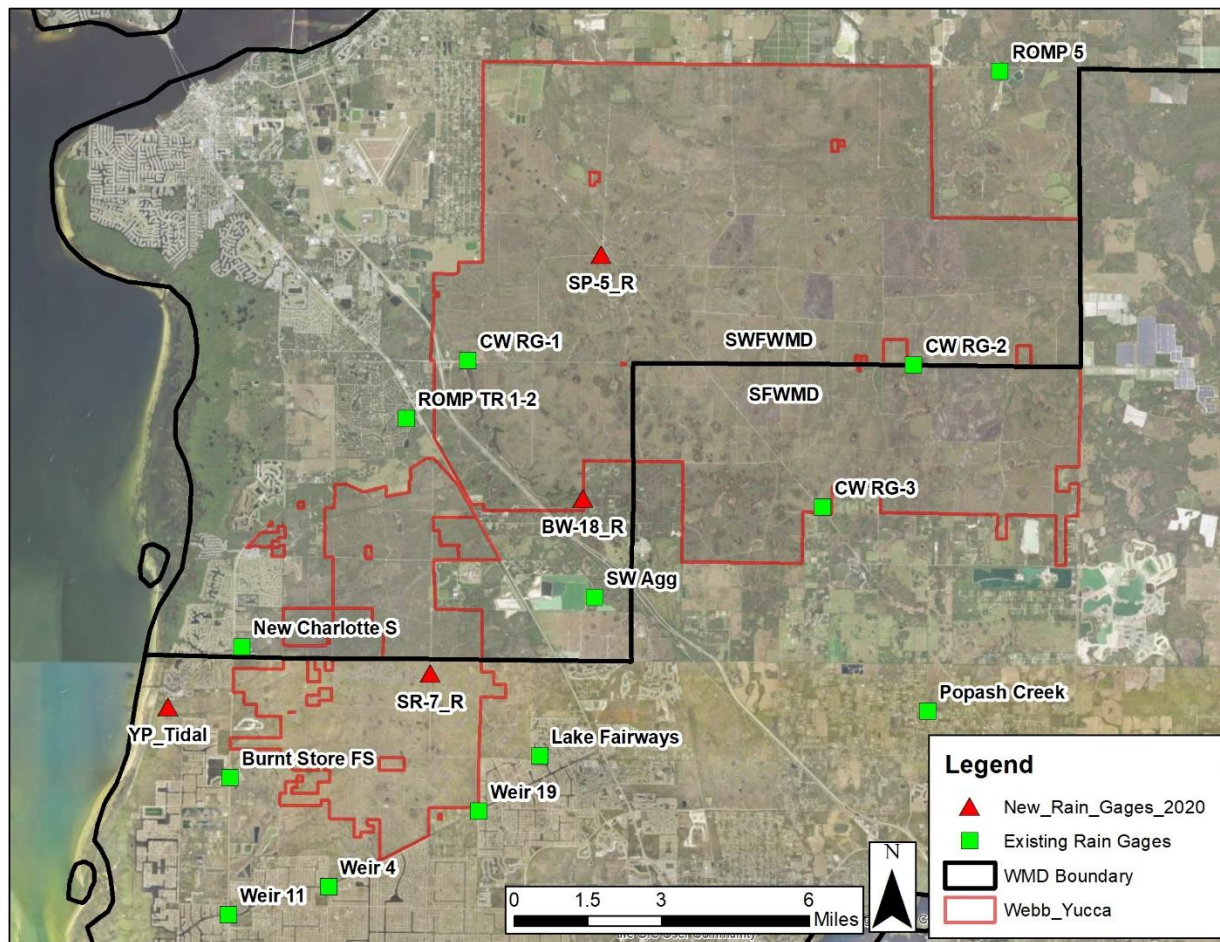 ROMP 5
SP-5_R
CW RG-1
SWFWMD
CW RG-2
SFWMD
ROMP TR 1-2
CW RG-3
BW-18_R
SW Agg
New Charlotte S
SR-7_R
YP_Tidal
Popash Creek
Lake Fairways
Burnt Store FS
Weir 19
Weir 4
Weir 11
Legend
New_Rain_Gages_2020
Existing Rain Gages
WMD Boundary
Webb_Yucca
N
0 1.5 3 6
Miles
User Community